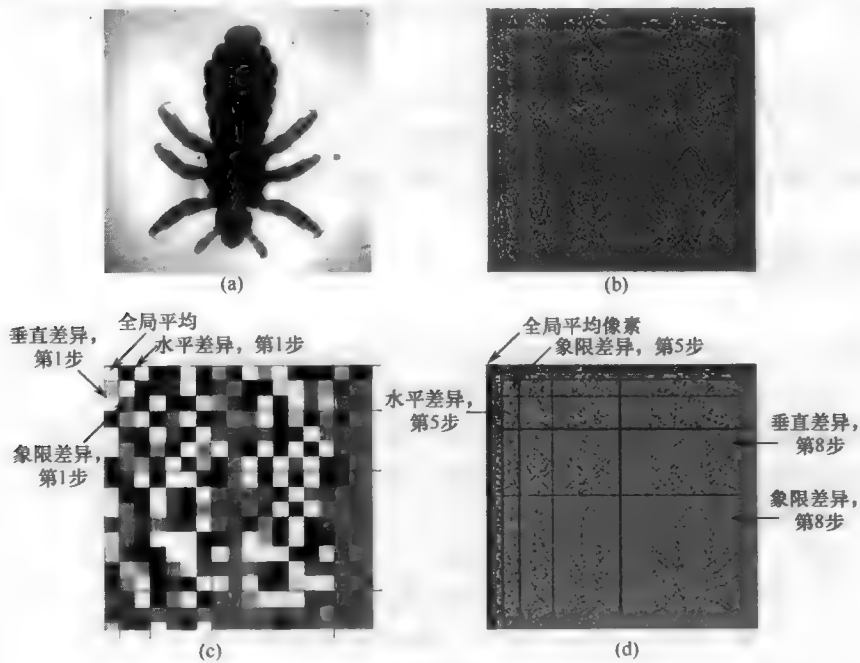 (a)
(b)
垂直差异，
第1步
全局平均
水平差异，第1步
象限差异，
第1步
(c)
全局平均像素
象限差异，第5步
水平差异，
第5步
垂直差异，
第8步
象限差异，
第8步
(d)